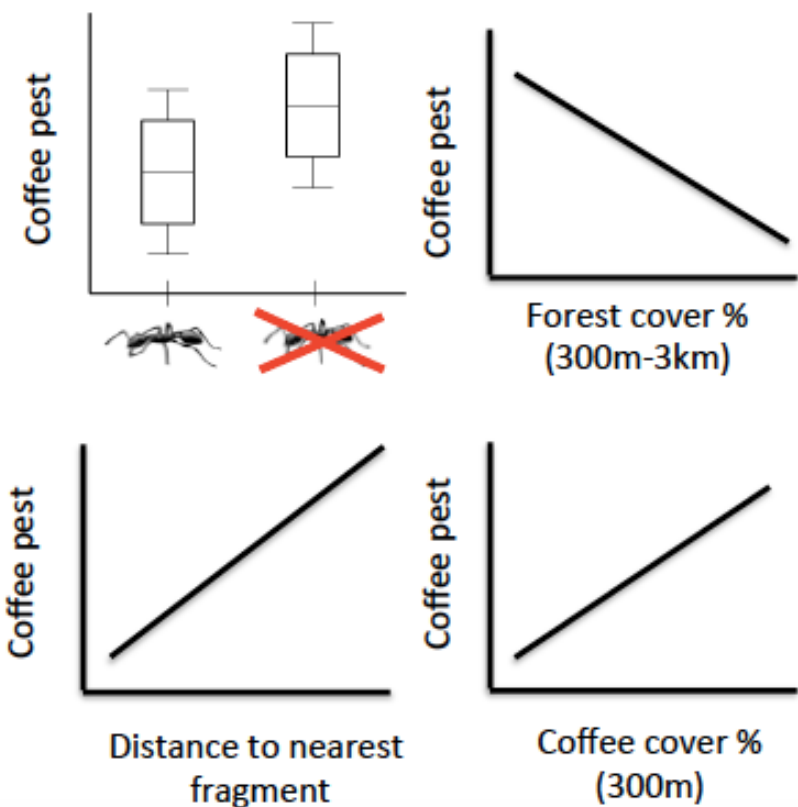 Coffee pest
Coffee pest
Forest cover %
(300m-3km)
Coffee pest
Distance to nearest
fragment
Coffee pest
Coffee cover %
(300m)